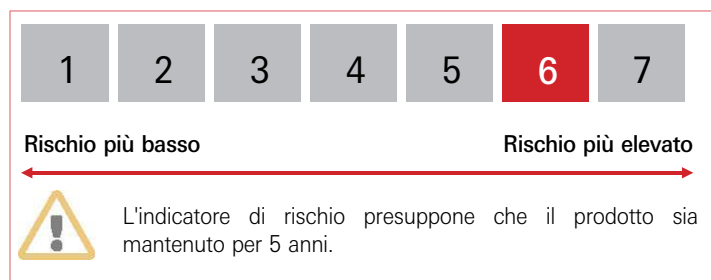 1 2 3 4 5 6 7
Rischio più basso Rischio più elevato
L'indicatore di rischio presuppone che il prodotto sia
mantenuto per 5 anni.